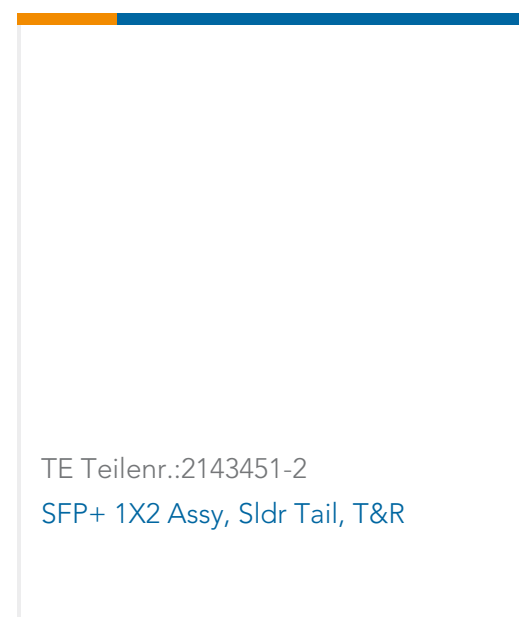 TE Teilenr.:2143451-2
SFP+ 1X2 Assy, Sldr Tail, T&R